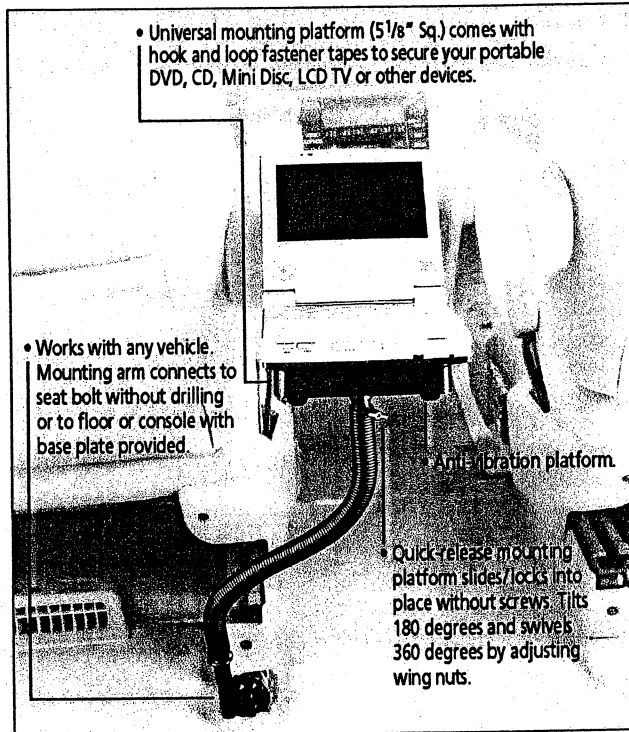 • Universal mounting platform (5 1/8" Sq.) comes with
hook and loop fastener tapes to secure your portable
DVD, CD, Mini Disc, LCD TV or other devices.
• Works with any vehicle.
Mounting arm connects to
seat bolt without drilling
or to floor or console with
base plate provided.
• Anti-vibration platform.
• Quick-release mounting
platform slides/locks into
place without screws. Tilts
180 degrees and swivels
360 degrees by adjusting
wing nuts.